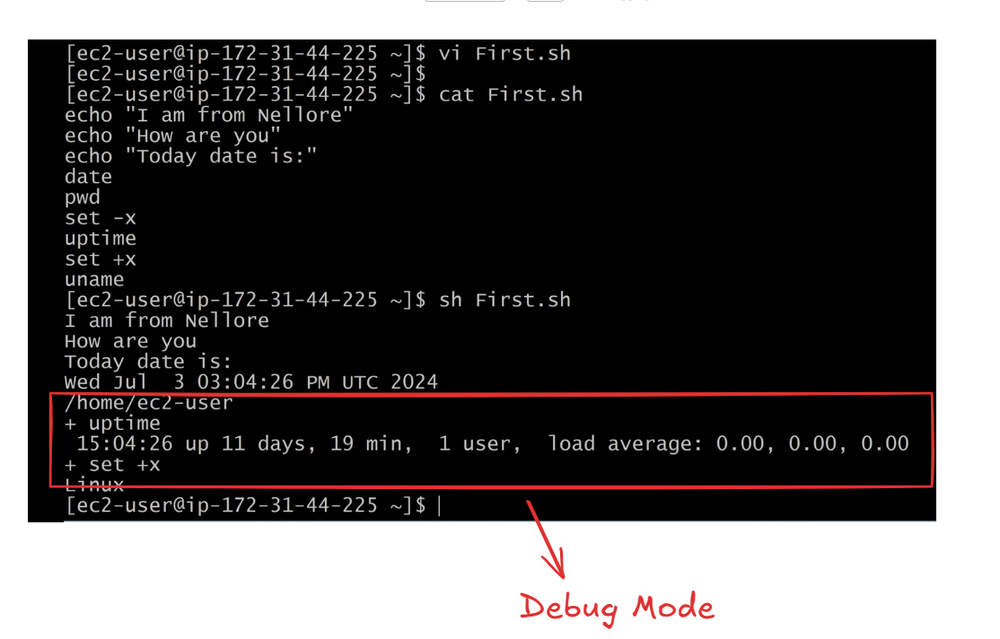 [ec2-user@ip-172-31-44-225 ~]$ vi First.sh
[ec2-user@ip-172-31-44-225 ~]$
[ec2-user@ip-172-31-44-225 ~]$ cat First.sh
echo "I am from Nellore"
echo "How are you"
echo "Today date is:"
date
pwd
set -x
uptime
set +x
uname
[ec2-user@ip-172-31-44-225 ~]$ sh First.sh
I am from Nellore
How are you
Today date is:
Wed Jul  3 03:04:26 PM UTC 2024
/home/ec2-user
+ uptime
 15:04:26 up 11 days, 19 min,  1 user,  load average: 0.00, 0.00, 0.00
+ set +x
Linux
[ec2-user@ip-172-31-44-225 ~]$
Debug Mode